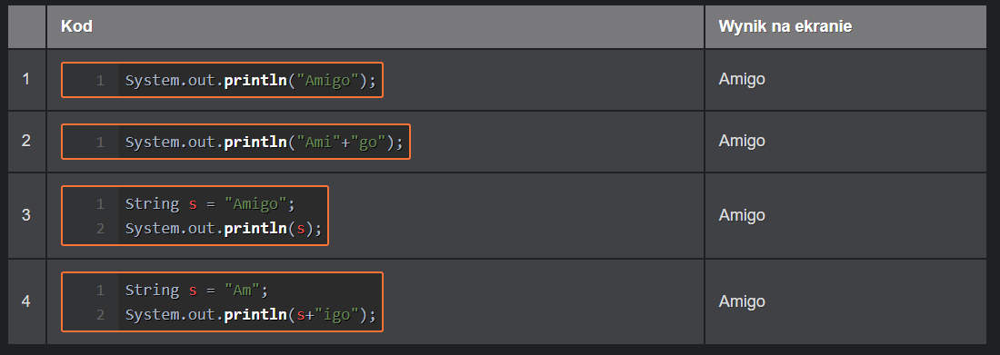 Kod Wynik na ekranie
1 1 System.out.println("Amigo"); Amigo
2 1 System.out.println("Ami"+"go"); Amigo
3 1 String s = "Amigo";
2 System.out.println(s); Amigo
4 1 String s = "Am";
2 System.out.println(s+"igo"); Amigo